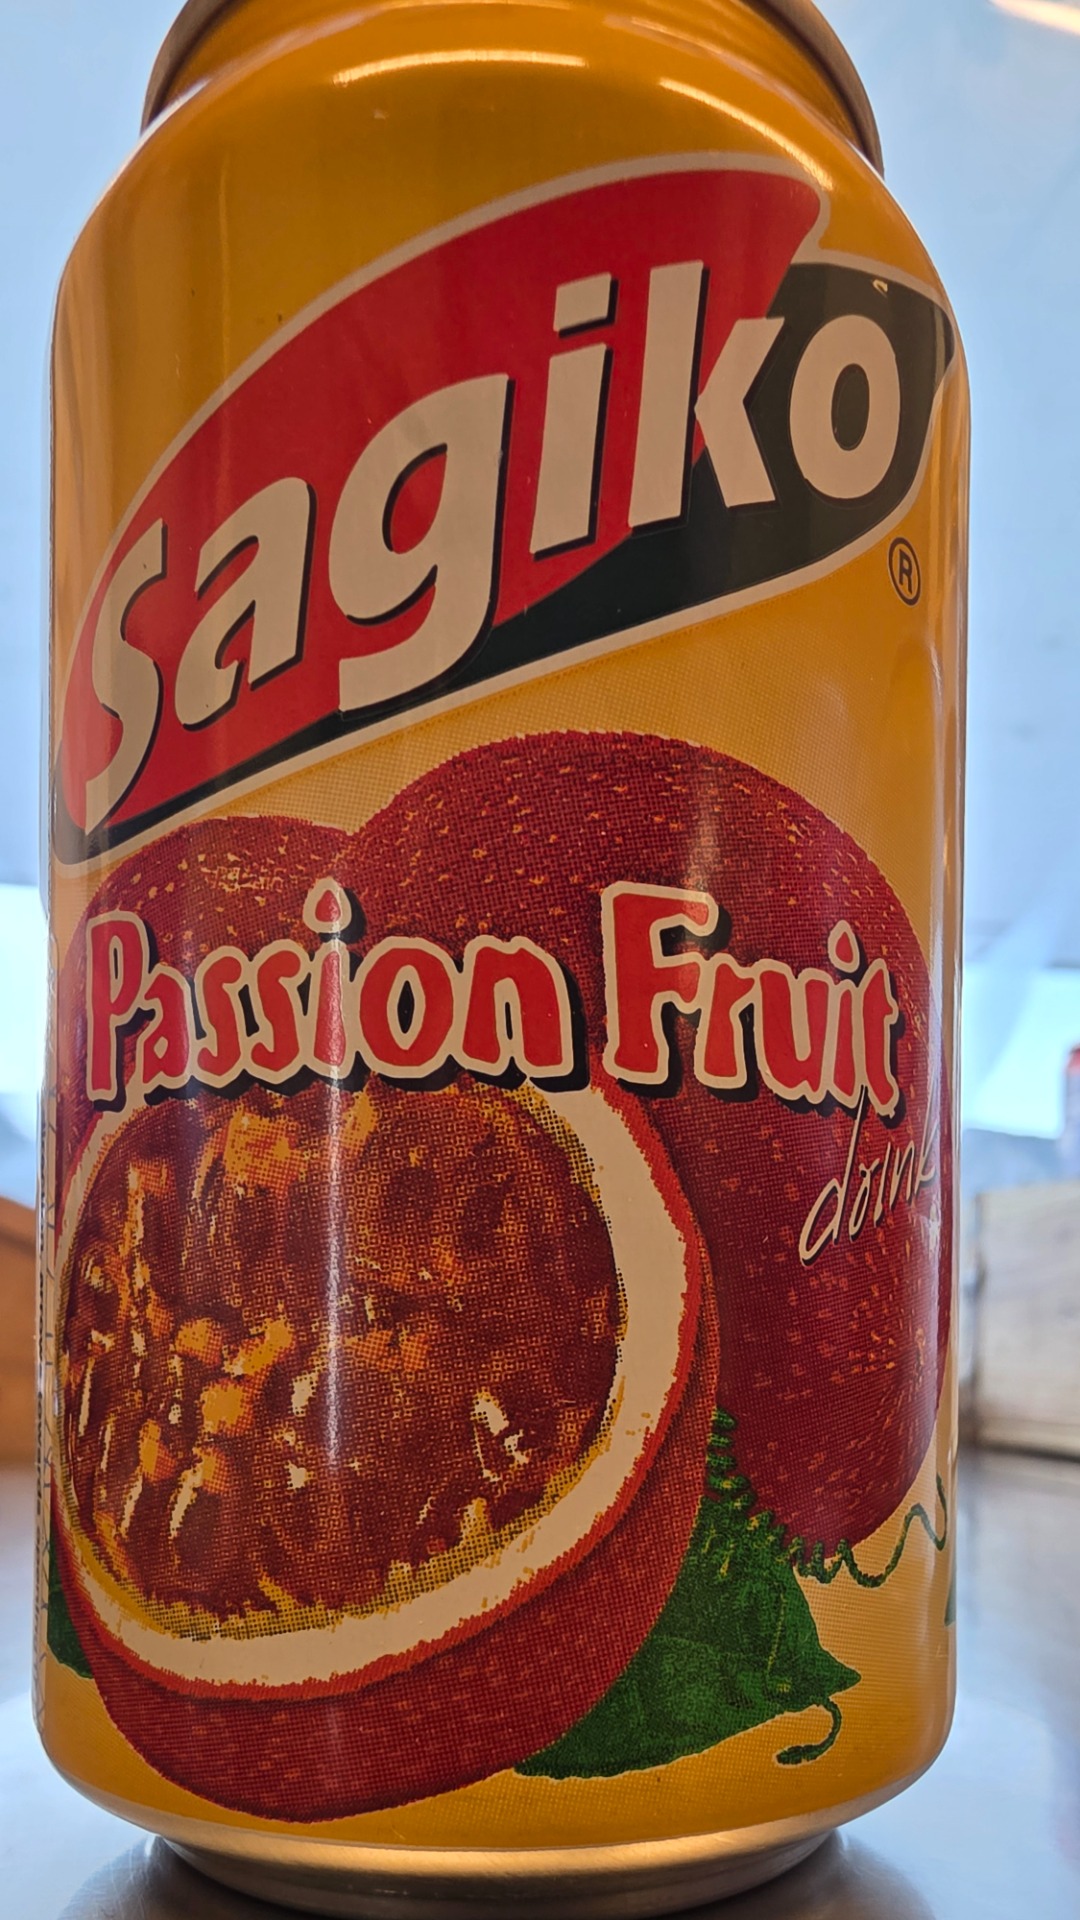 Sagiko
®
Passion Fruit
drink